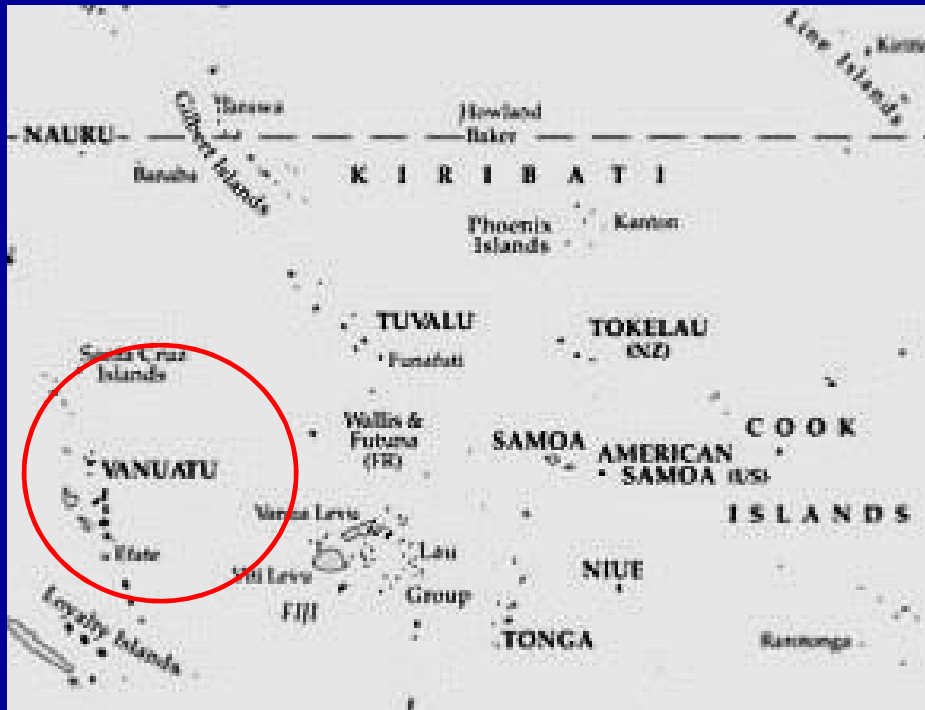 Line Islands
Gilbert Islands
Tarawa
Howland
Baker
NAURU
Banaba
K I R I B A T I
Phoenix
Islands
Kanton
TUVALU
Funafuti
TOKELAU
(NZ)
Santa Cruz
Islands
Wallis &
Futuna
(FR)
SAMOA
AMERICAN
SAMOA (US)
C O O K
I S L A N D S
VANUATU
Efate
Vanua Levu
Viti Levu
FIJI
Lau
Group
NIUE
Loyalty Islands
TONGA
Rarotonga